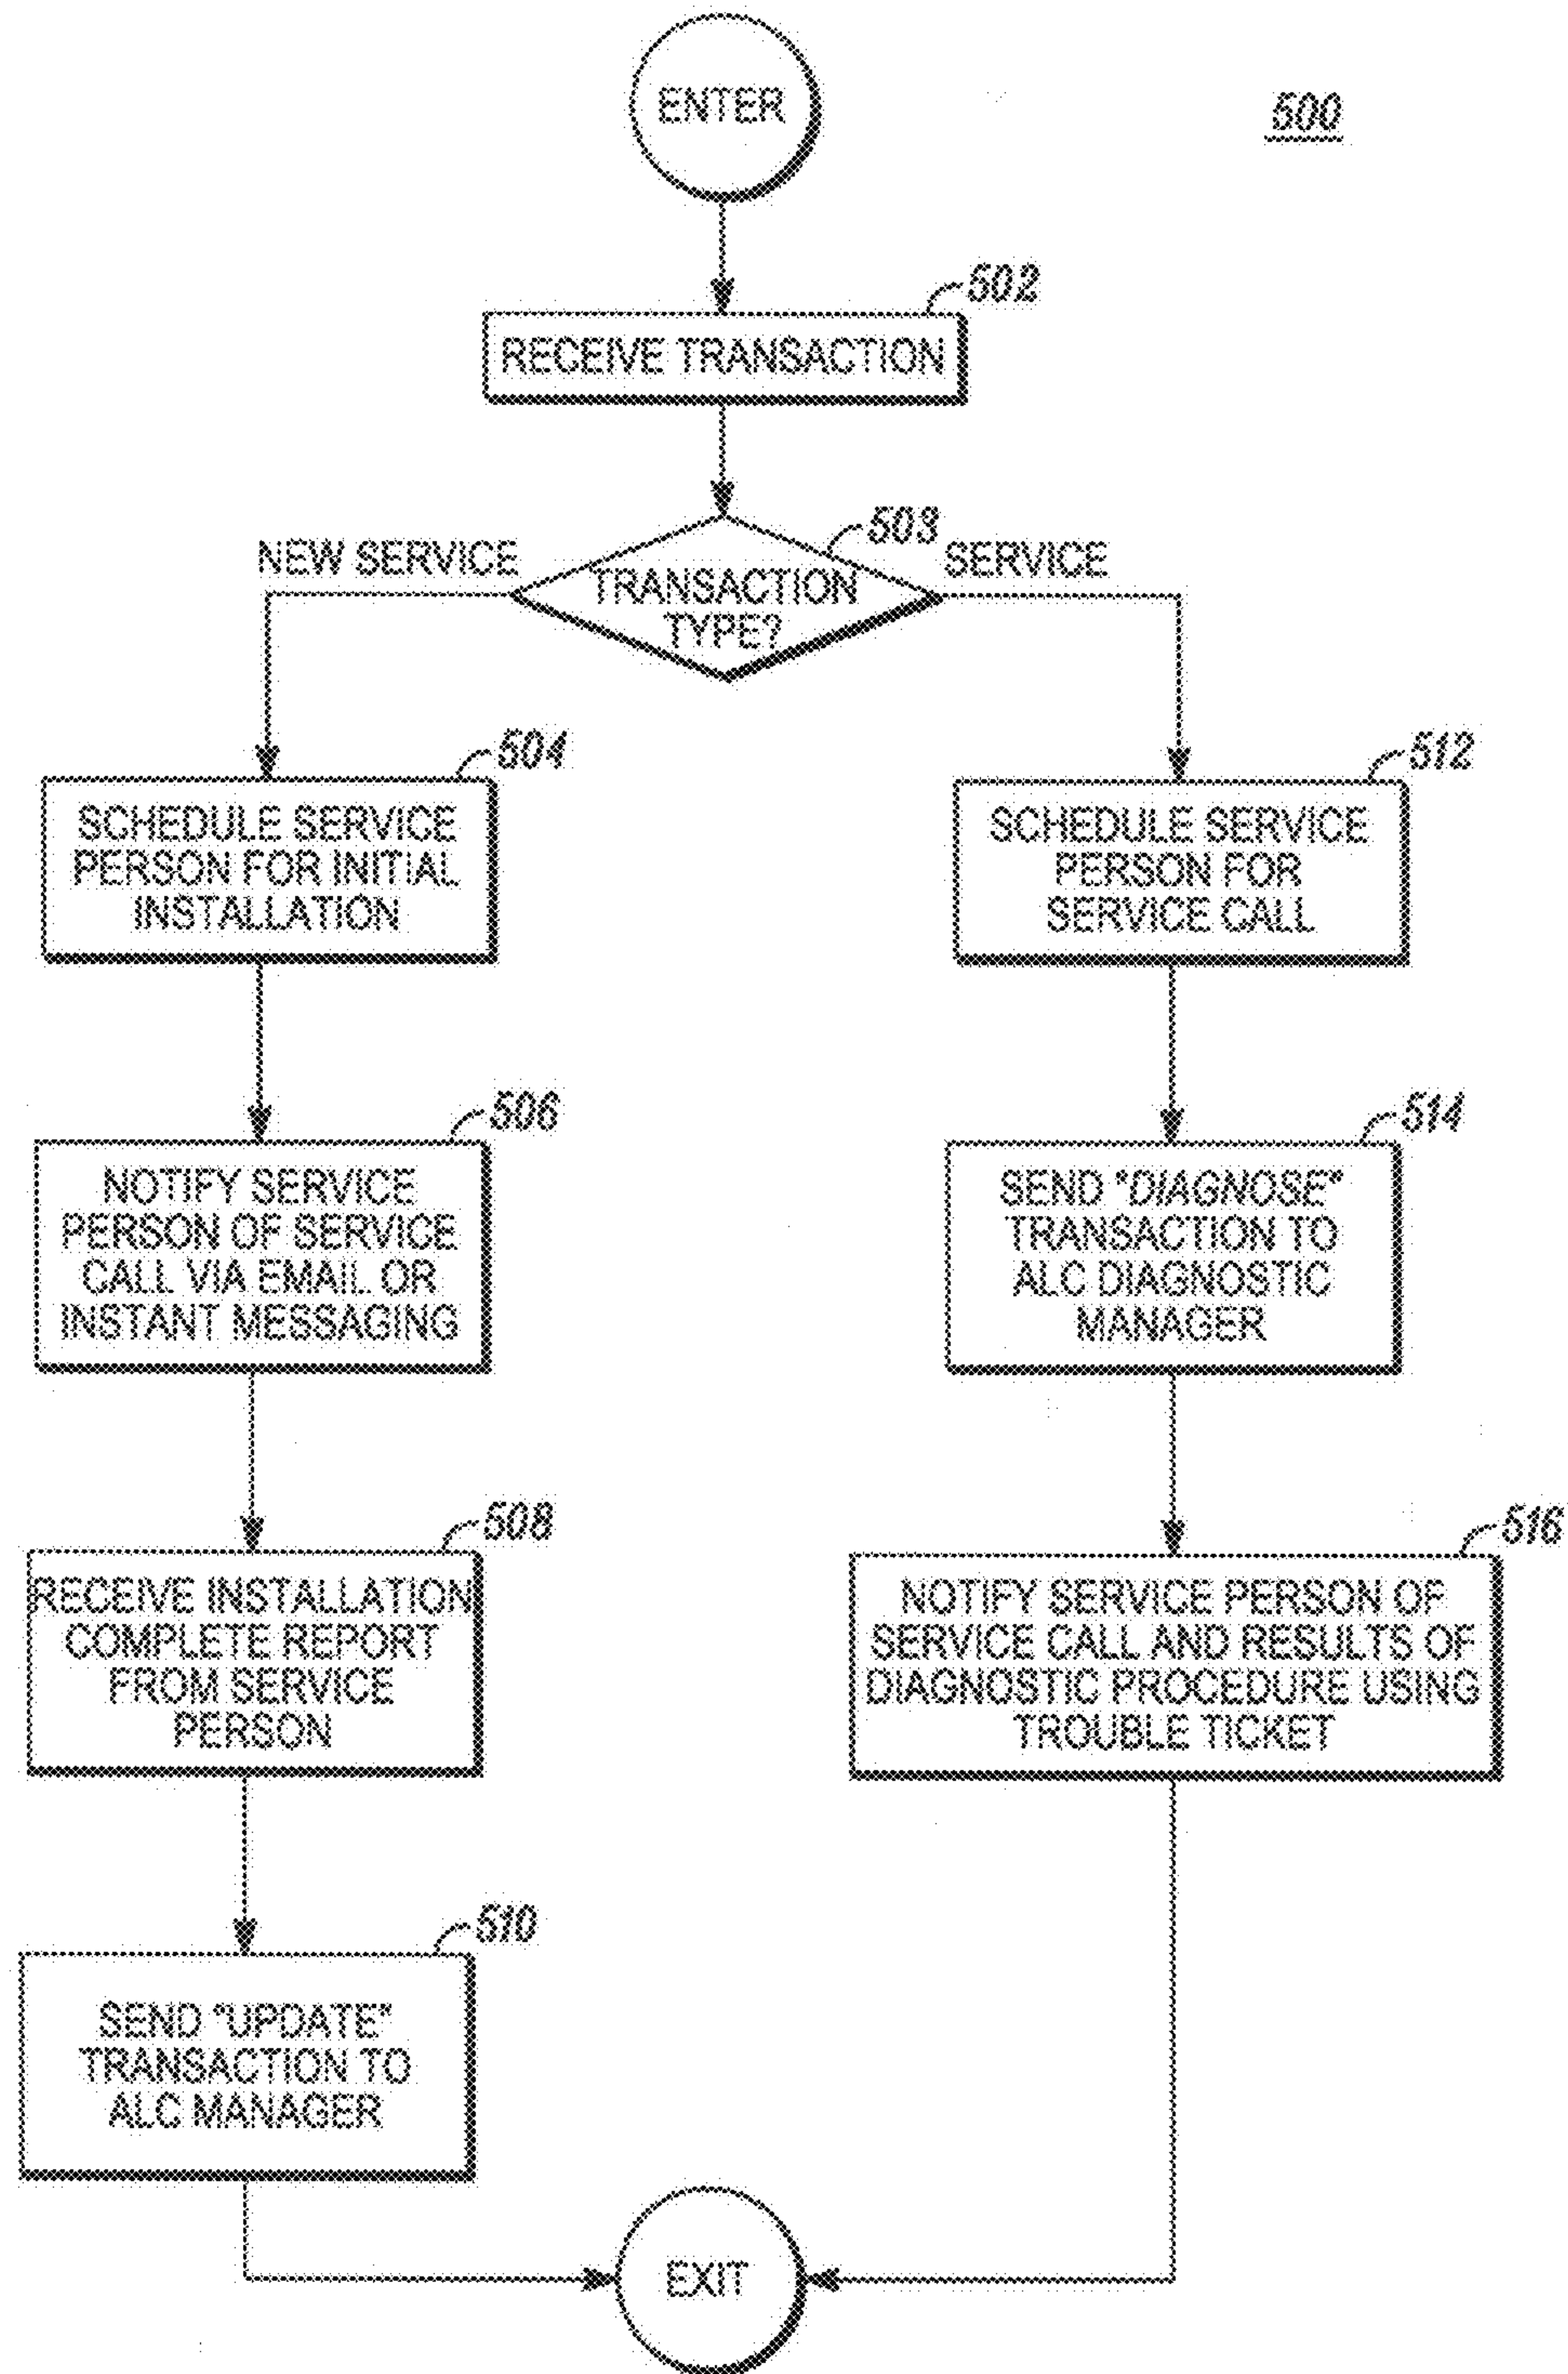 ENTER
500
502
RECEIVE TRANSACTION
503
NEW SERVICE
TRANSACTION
TYPE?
SERVICE
504
SCHEDULE SERVICE
PERSON FOR INITIAL
INSTALLATION
506
NOTIFY SERVICE
PERSON OF SERVICE
CALL VIA EMAIL OR
INSTANT MESSAGING
508
RECEIVE INSTALLATION
COMPLETE REPORT
FROM SERVICE
PERSON
510
SEND "UPDATE"
TRANSACTION TO
ALC MANAGER
512
SCHEDULE SERVICE
PERSON FOR
SERVICE CALL
514
SEND "DIAGNOSE"
TRANSACTION TO
ALC DIAGNOSTIC
MANAGER
516
NOTIFY SERVICE PERSON OF
SERVICE CALL AND RESULTS OF
DIAGNOSTIC PROCEDURE USING
TROUBLE TICKET
EXIT